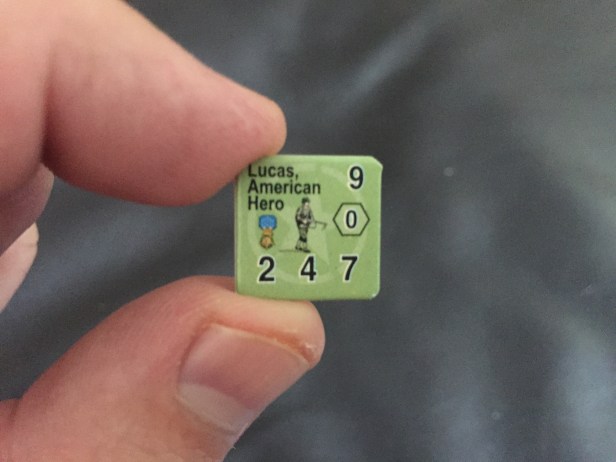 Lucas, 9
American
Hero 0
2 4 7